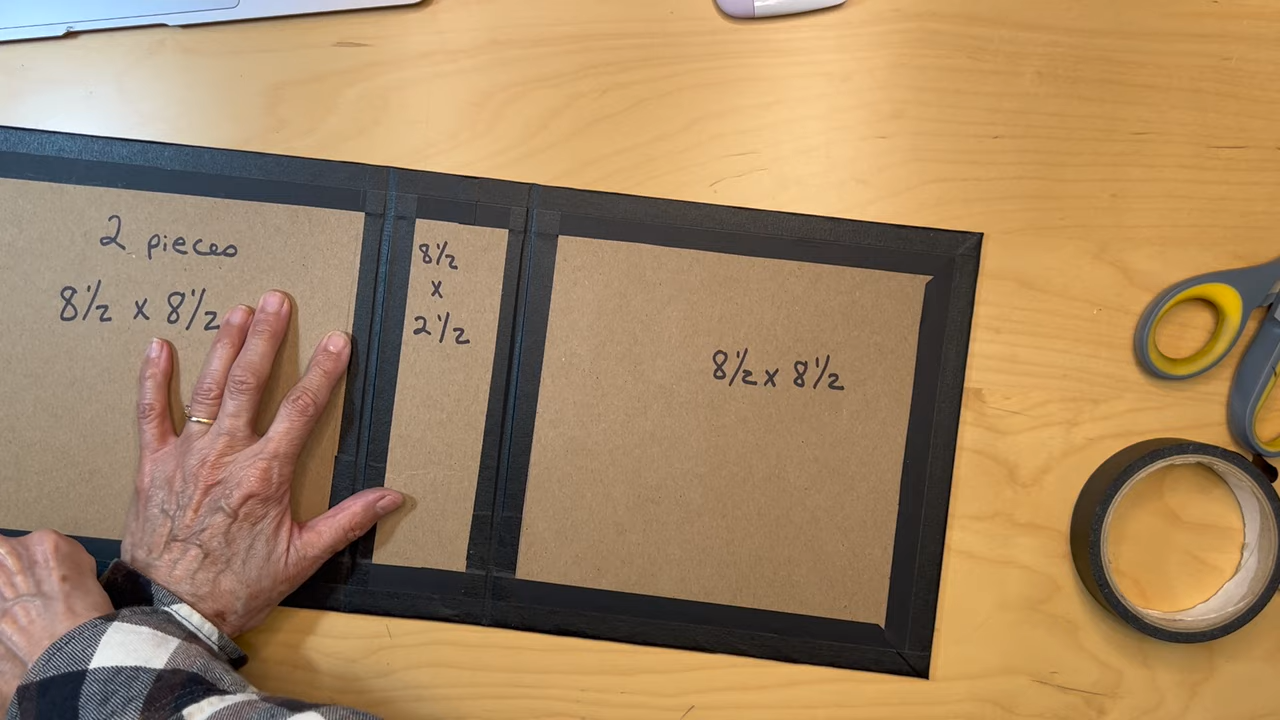 2 pieces
8½ x 8½
8½
x
2½
8½ x 8½